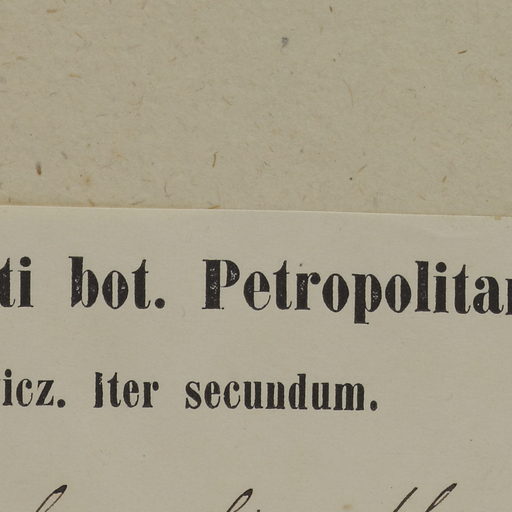 ti bot. Petropolitan
icz. Iter secundum.